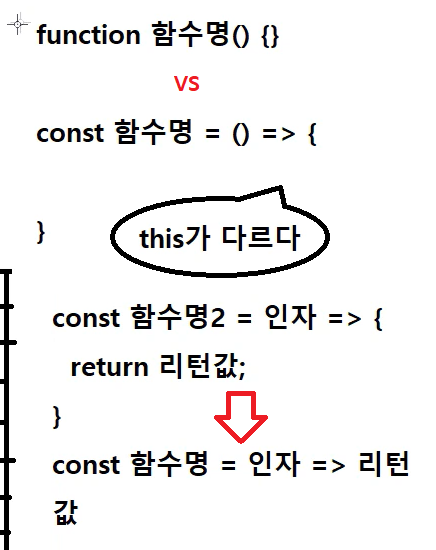 function 함수명() {}
vs
const 함수명 = () => {
}
this가 다르다
const 함수명2 = 인자 => {
return 리턴값;
}
const 함수명 = 인자 => 리턴
값